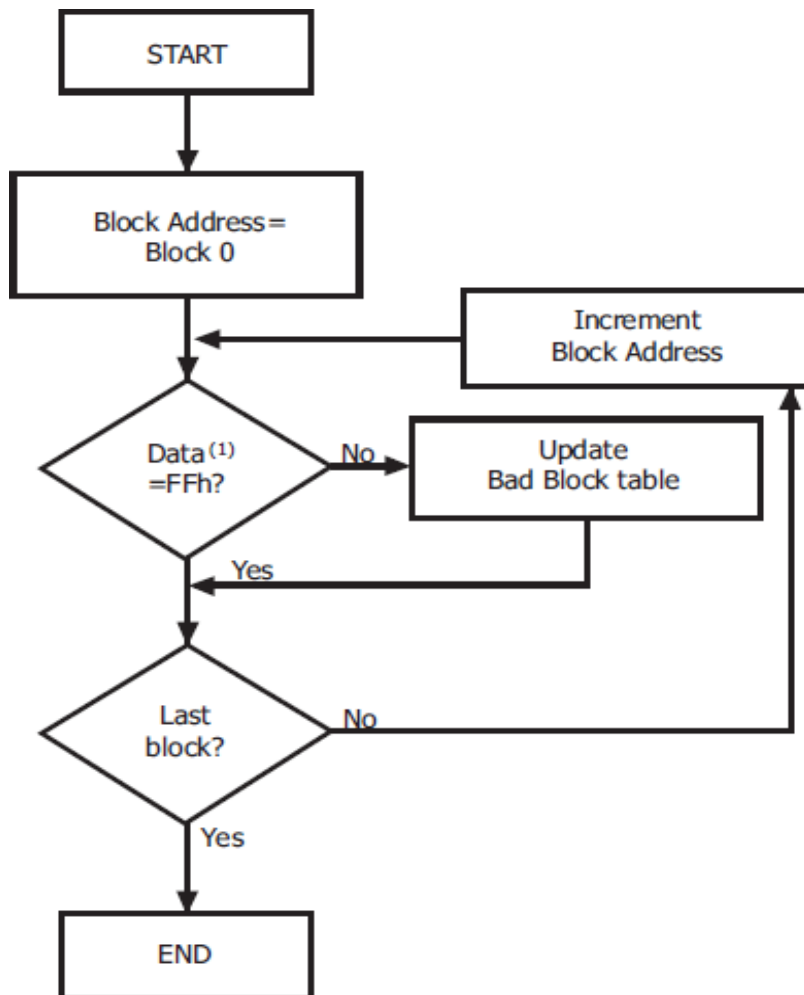 START
Block Address=
Block 0
Increment
Block Address
Data(1)
=FFh?
No
Update
Bad Block table
Yes
Last
block?
No
Yes
END